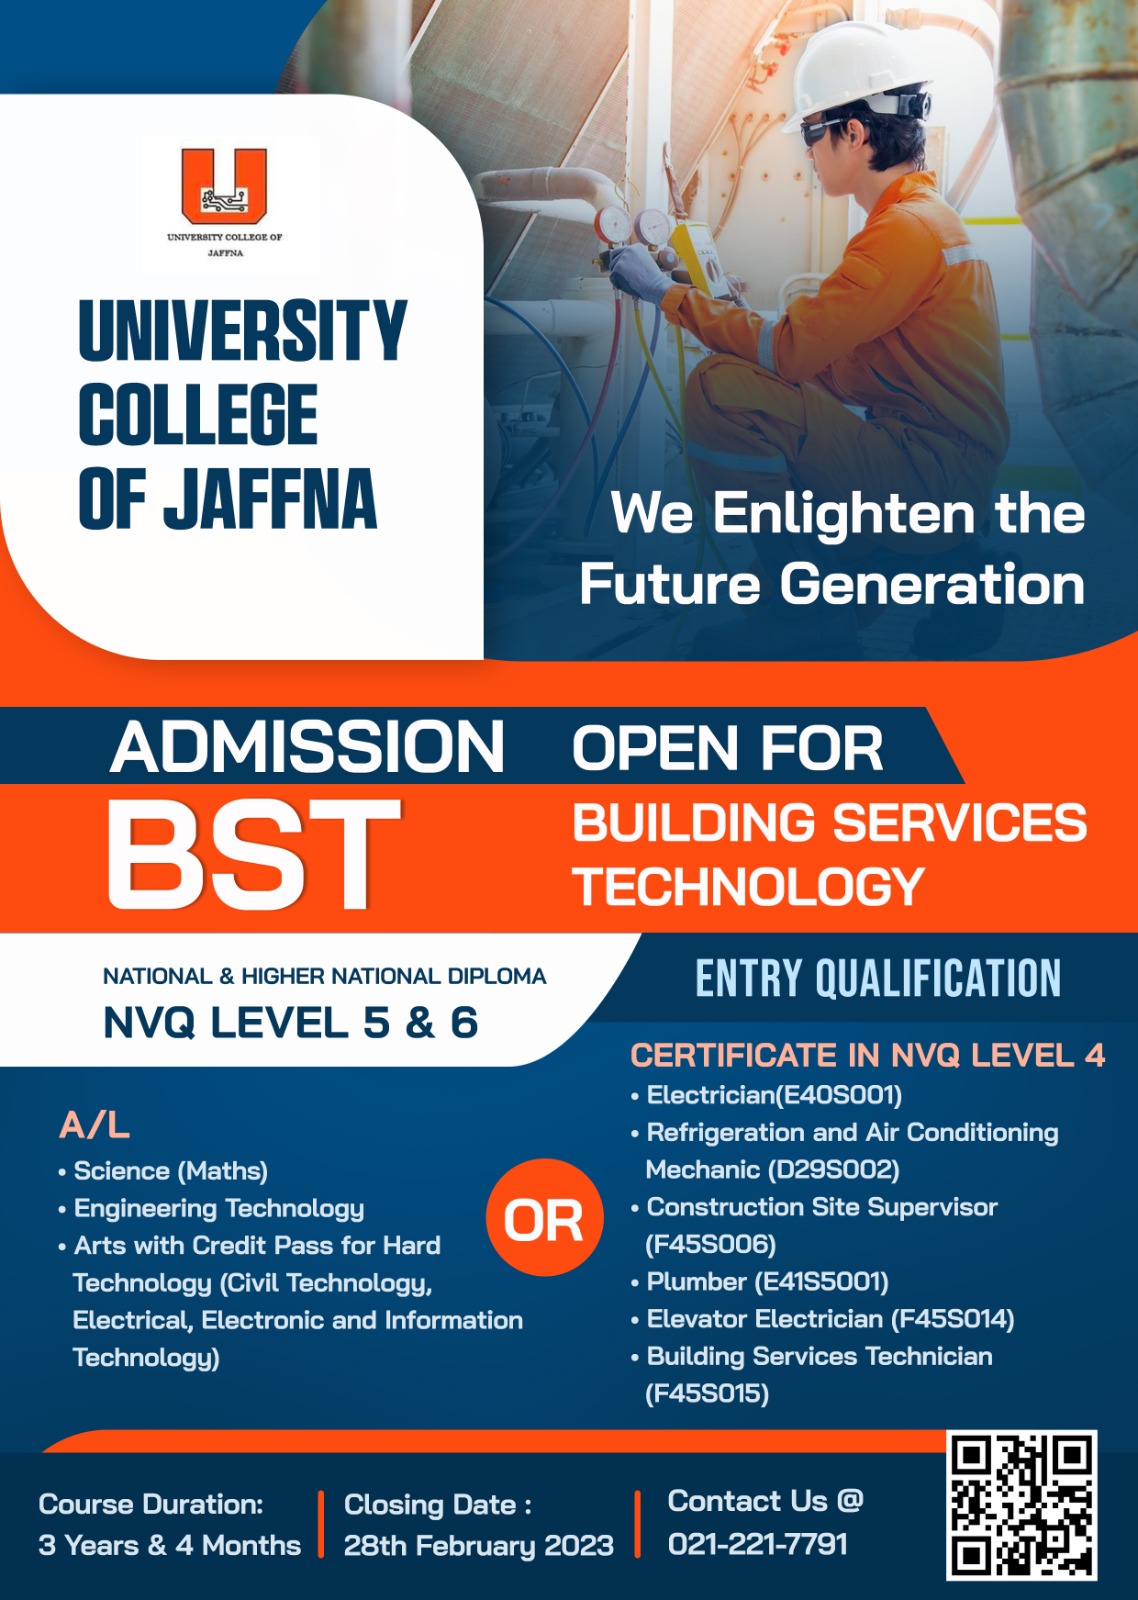 UNIVERSITY COLLEGE OF
JAFFNA
UNIVERSITY
COLLEGE
OF JAFFNA
We Enlighten the
Future Generation
ADMISSION OPEN FOR
BST
BUILDING SERVICES
TECHNOLOGY
NATIONAL & HIGHER NATIONAL DIPLOMA
NVQ LEVEL 5 & 6
A/L
• Science (Maths)
• Engineering Technology
• Arts with Credit Pass for Hard
Technology (Civil Technology,
Electrical, Electronic and Information
Technology)
OR
ENTRY QUALIFICATION
CERTIFICATE IN NVQ LEVEL 4
• Electrician(E40S001)
• Refrigeration and Air Conditioning
Mechanic (D29S002)
• Construction Site Supervisor
(F45S006)
• Plumber (E41S5001)
• Elevator Electrician (F45S014)
• Building Services Technician
(F45S015)
Course Duration:
3 Years & 4 Months
Closing Date :
28th February 2023
Contact Us @
021-221-7791